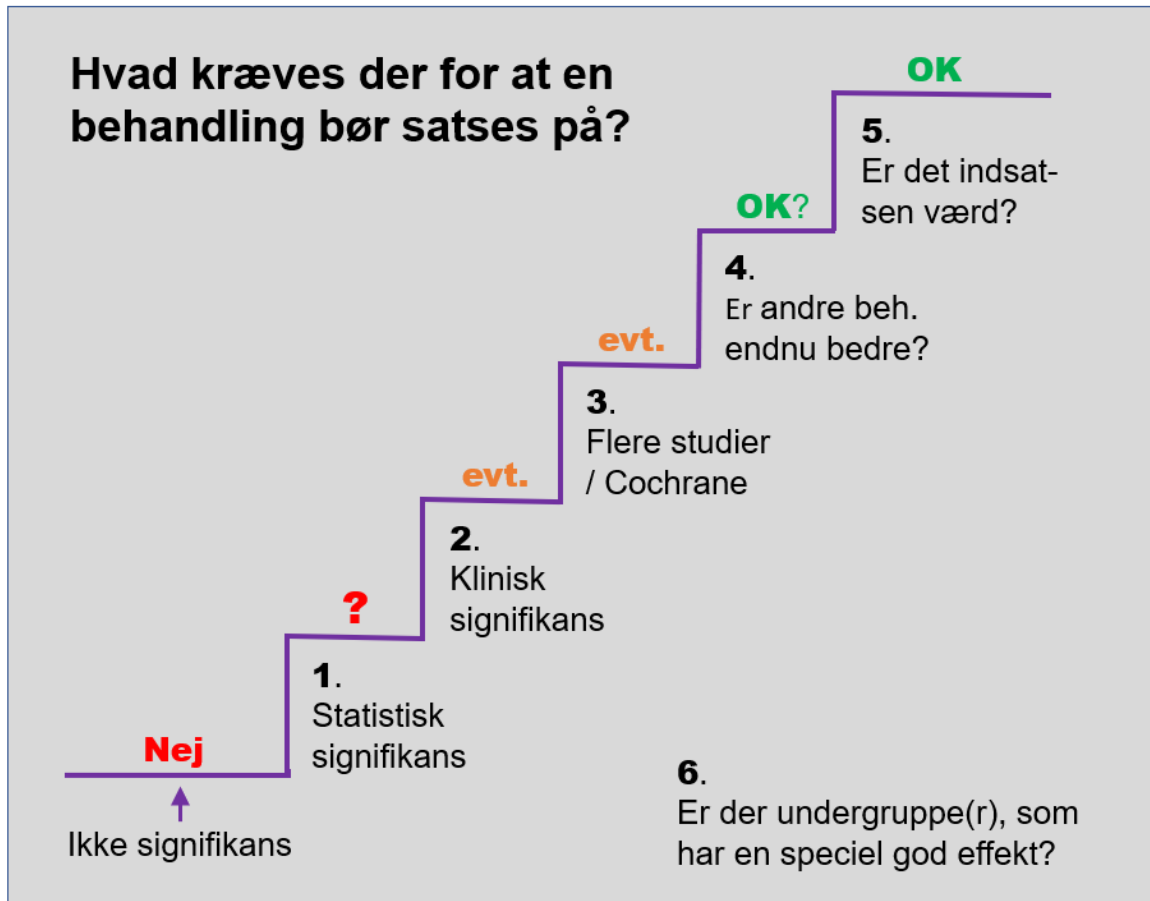 Hvad kræves der for at en
behandling bør satses på?
OK
5.
Er det indsat-
sen værd?
OK?
4.
Er andre beh.
endnu bedre?
evt.
3.
Flere studier
/ Cochrane
evt.
2.
Klinisk
signifikans
?
1.
Statistisk
signifikans
Nej
Ikke signifikans
6.
Er der undergruppe(r), som
har en speciel god effekt?